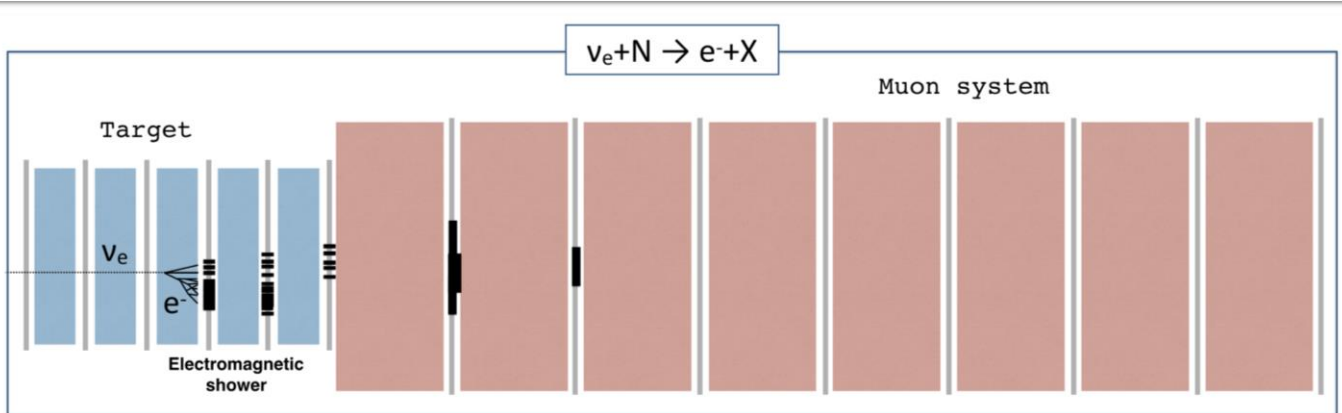 νₑ+N → e⁻+X
Muon system
Target
νₑ
e⁻
Electromagnetic
shower